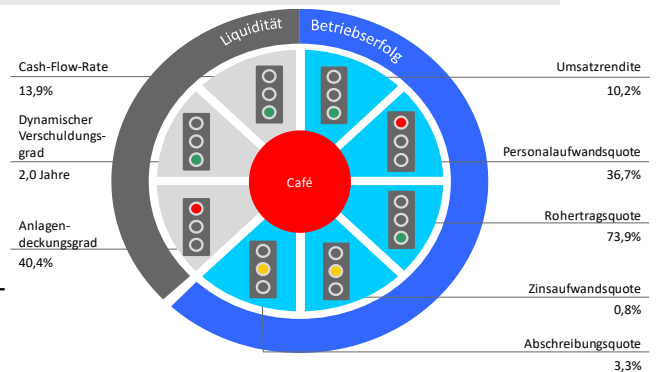 Liquidität
Betriebserfolg
Cash-Flow-Rate
13,9%
Dynamischer
Verschuldungs-
grad
2,0 Jahre
Anlagen-
deckungsgrad
40,4%
Café
Umsatzrendite
10,2%
Personalaufwandsquote
36,7%
Rohertragsquote
73,9%
Zinsaufwandsquote
0,8%
Abschreibungsquote
3,3%